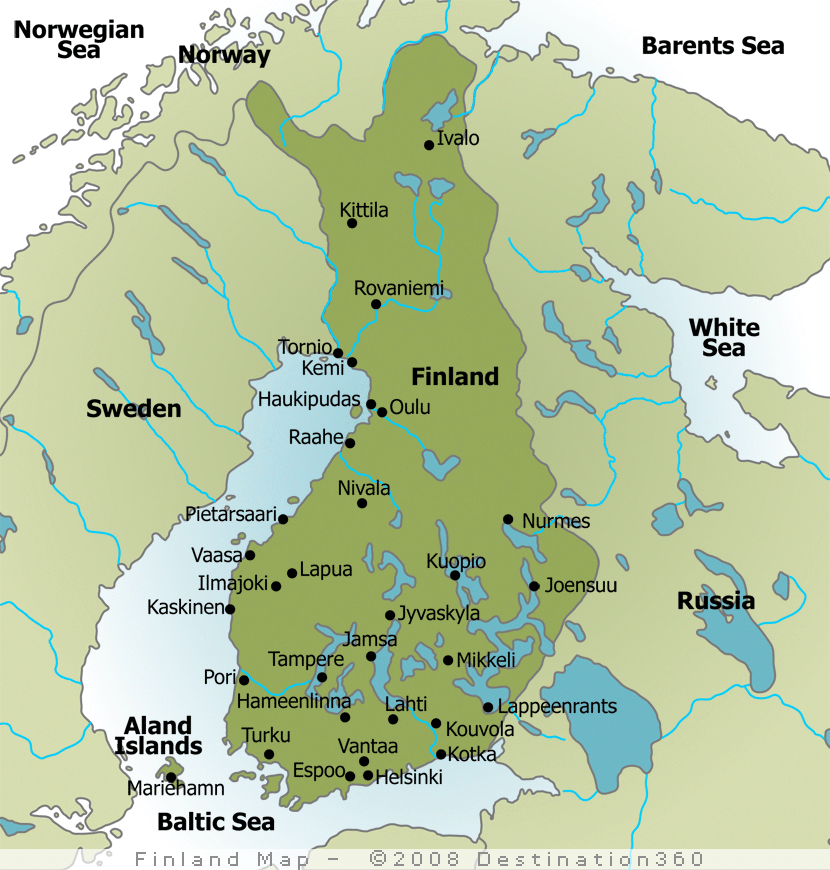 Norwegian
Sea
Norway
Barents Sea
Ivalo
Kittila
Rovaniemi
White
Sea
Tornio
Kemi
Finland
Haukipudas
Oulu
Sweden
Raahe
Nivala
Pietarsaari
Nurmes
Vaasa
Lapua
Kuopio
Ilmajoki
Joensuu
Kaskinen
Jyvaskyla
Russia
Jamsa
Tampere
Mikkeli
Pori
Hameenlinna
Lahti
Lappeenrants
Aland
Islands
Turku
Kouvola
Vantaa
Kotka
Espoo
Helsinki
Mariehamn
Baltic Sea
Finland Map - ©2008 Destination360